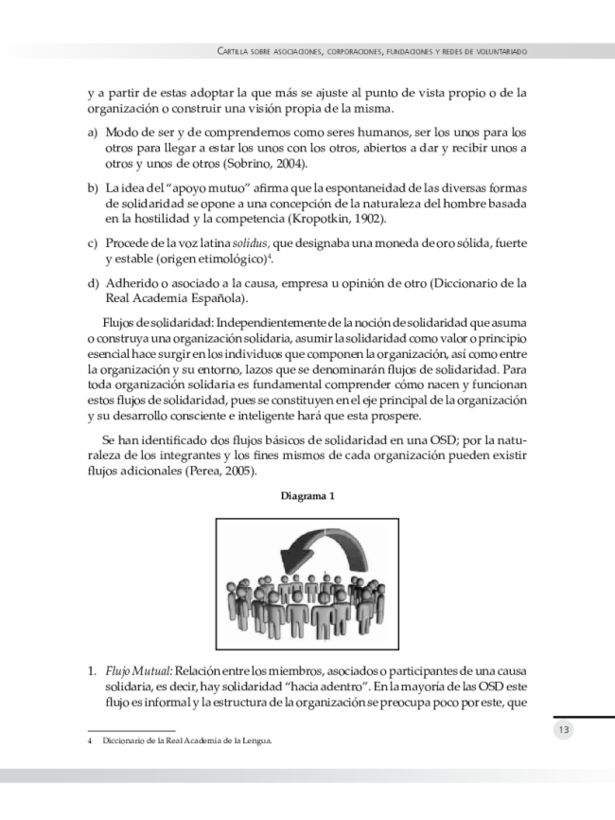 Cartilla sobre asociaciones, corporaciones, fundaciones y redes de voluntariado
y a partir de estas adoptar la que más se ajuste al punto de vista propio o de la
organización o construir una visión propia de la misma.
a) Modo de ser y de comprendernos como seres humanos, ser los unos para los
otros para llegar a estar los unos con los otros, abiertos a dar y recibir unos a
otros y unos de otros (Sobrino, 2004).
b) La idea del “apoyo mutuo” afirma que la espontaneidad de las diversas formas
de solidaridad se opone a una concepción de la naturaleza del hombre basada
en la hostilidad y la competencia (Kropotkin, 1902).
c) Procede de la voz latina solidus, que designaba una moneda de oro sólida, fuerte
y estable (origen etimológico)4.
d) Adherido o asociado a la causa, empresa u opinión de otro (Diccionario de la
Real Academia Española).
Flujos de solidaridad: Independientemente de la noción de solidaridad que asuma
o construya una organización solidaria, asumir la solidaridad como valor o principio
esencial hace surgir en los individuos que componen la organización, así como entre
la organización y su entorno, lazos que se denominarán flujos de solidaridad. Para
toda organización solidaria es fundamental comprender cómo nacen y funcionan
estos flujos de solidaridad, pues se constituyen en el eje principal de la organización
y su desarrollo consciente e inteligente hará que esta prospere.
Se han identificado dos flujos básicos de solidaridad en una OSD; por la natu-
raleza de los integrantes y los fines mismos de cada organización pueden existir
flujos adicionales (Perea, 2005).
Diagrama 1
1. Flujo Mutual: Relación entre los miembros, asociados o participantes de una causa
solidaria, es decir, hay solidaridad “hacia adentro”. En la mayoría de las OSD este
flujo es informal y la estructura de la organización se preocupa poco por este, que
4 Diccionario de la Real Academia de la Lengua.
13